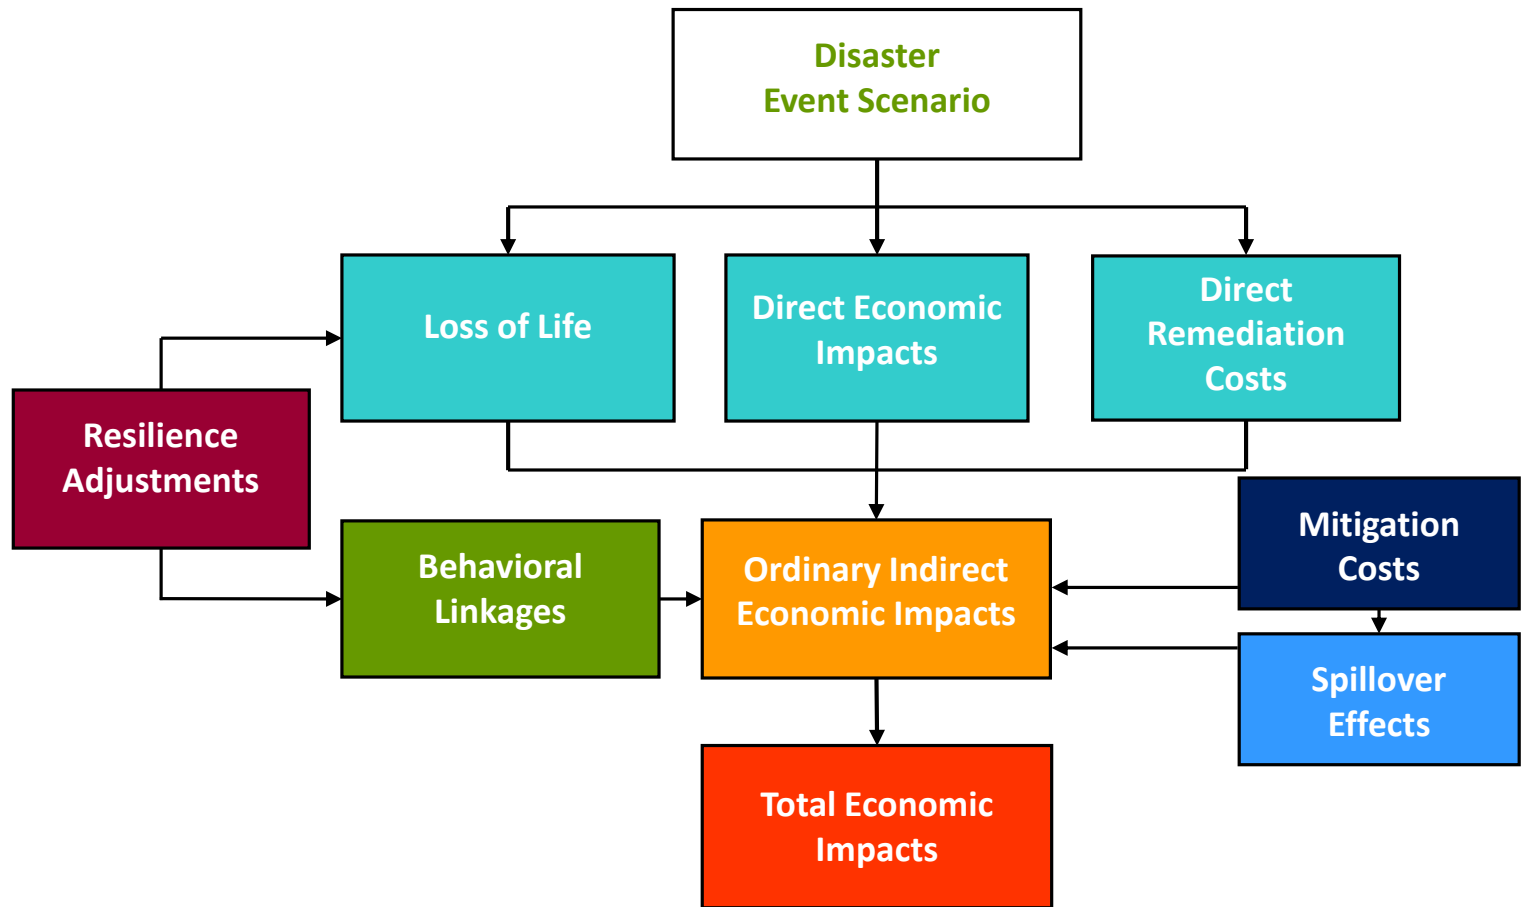 Disaster
Event Scenario
Loss of Life
Direct Economic
Impacts
Direct
Remediation
Costs
Resilience
Adjustments
Behavioral
Linkages
Ordinary Indirect
Economic Impacts
Mitigation
Costs
Spillover
Effects
Total Economic
Impacts